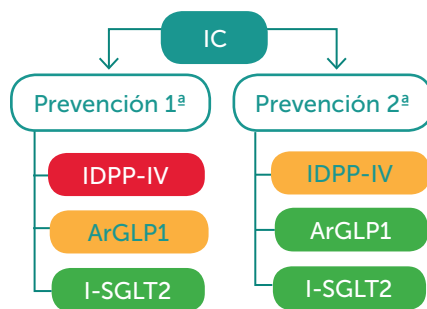 IC
Prevención 1ª
IDPP-IV
ArGLP1
I-SGLT2
Prevención 2ª
IDPP-IV
ArGLP1
I-SGLT2